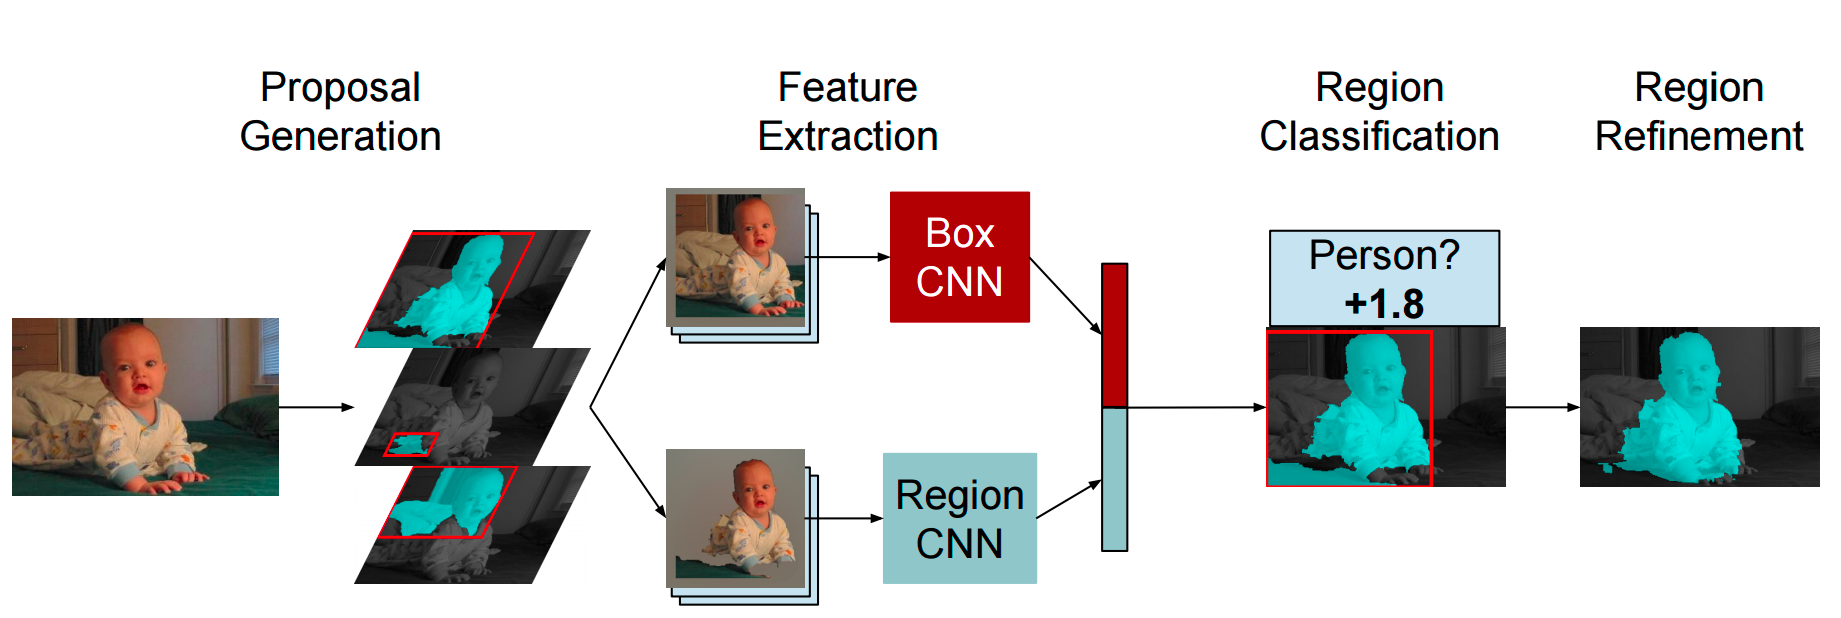 Proposal
Generation
Feature
Extraction
Region
Classification
Region
Refinement
Box
CNN
Region
CNN
Person?
+1.8